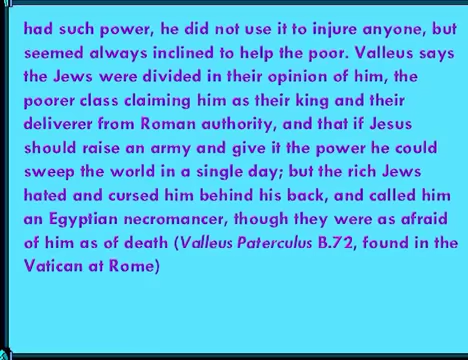 had such power, he did not use it to injure anyone, but
seemed always inclined to help the poor. Valleus says
the Jews were divided in their opinion of him, the
poorer class claiming him as their king and their
deliverer from Roman authority, and that if Jesus
should raise an army and give it the power he could
sweep the world in a single day; but the rich Jews
hated and cursed him behind his back, and called him
an Egyptian necromancer, though they were as afraid
of him as of death (Valleus Paterculus B.72, found in the
Vatican at Rome)